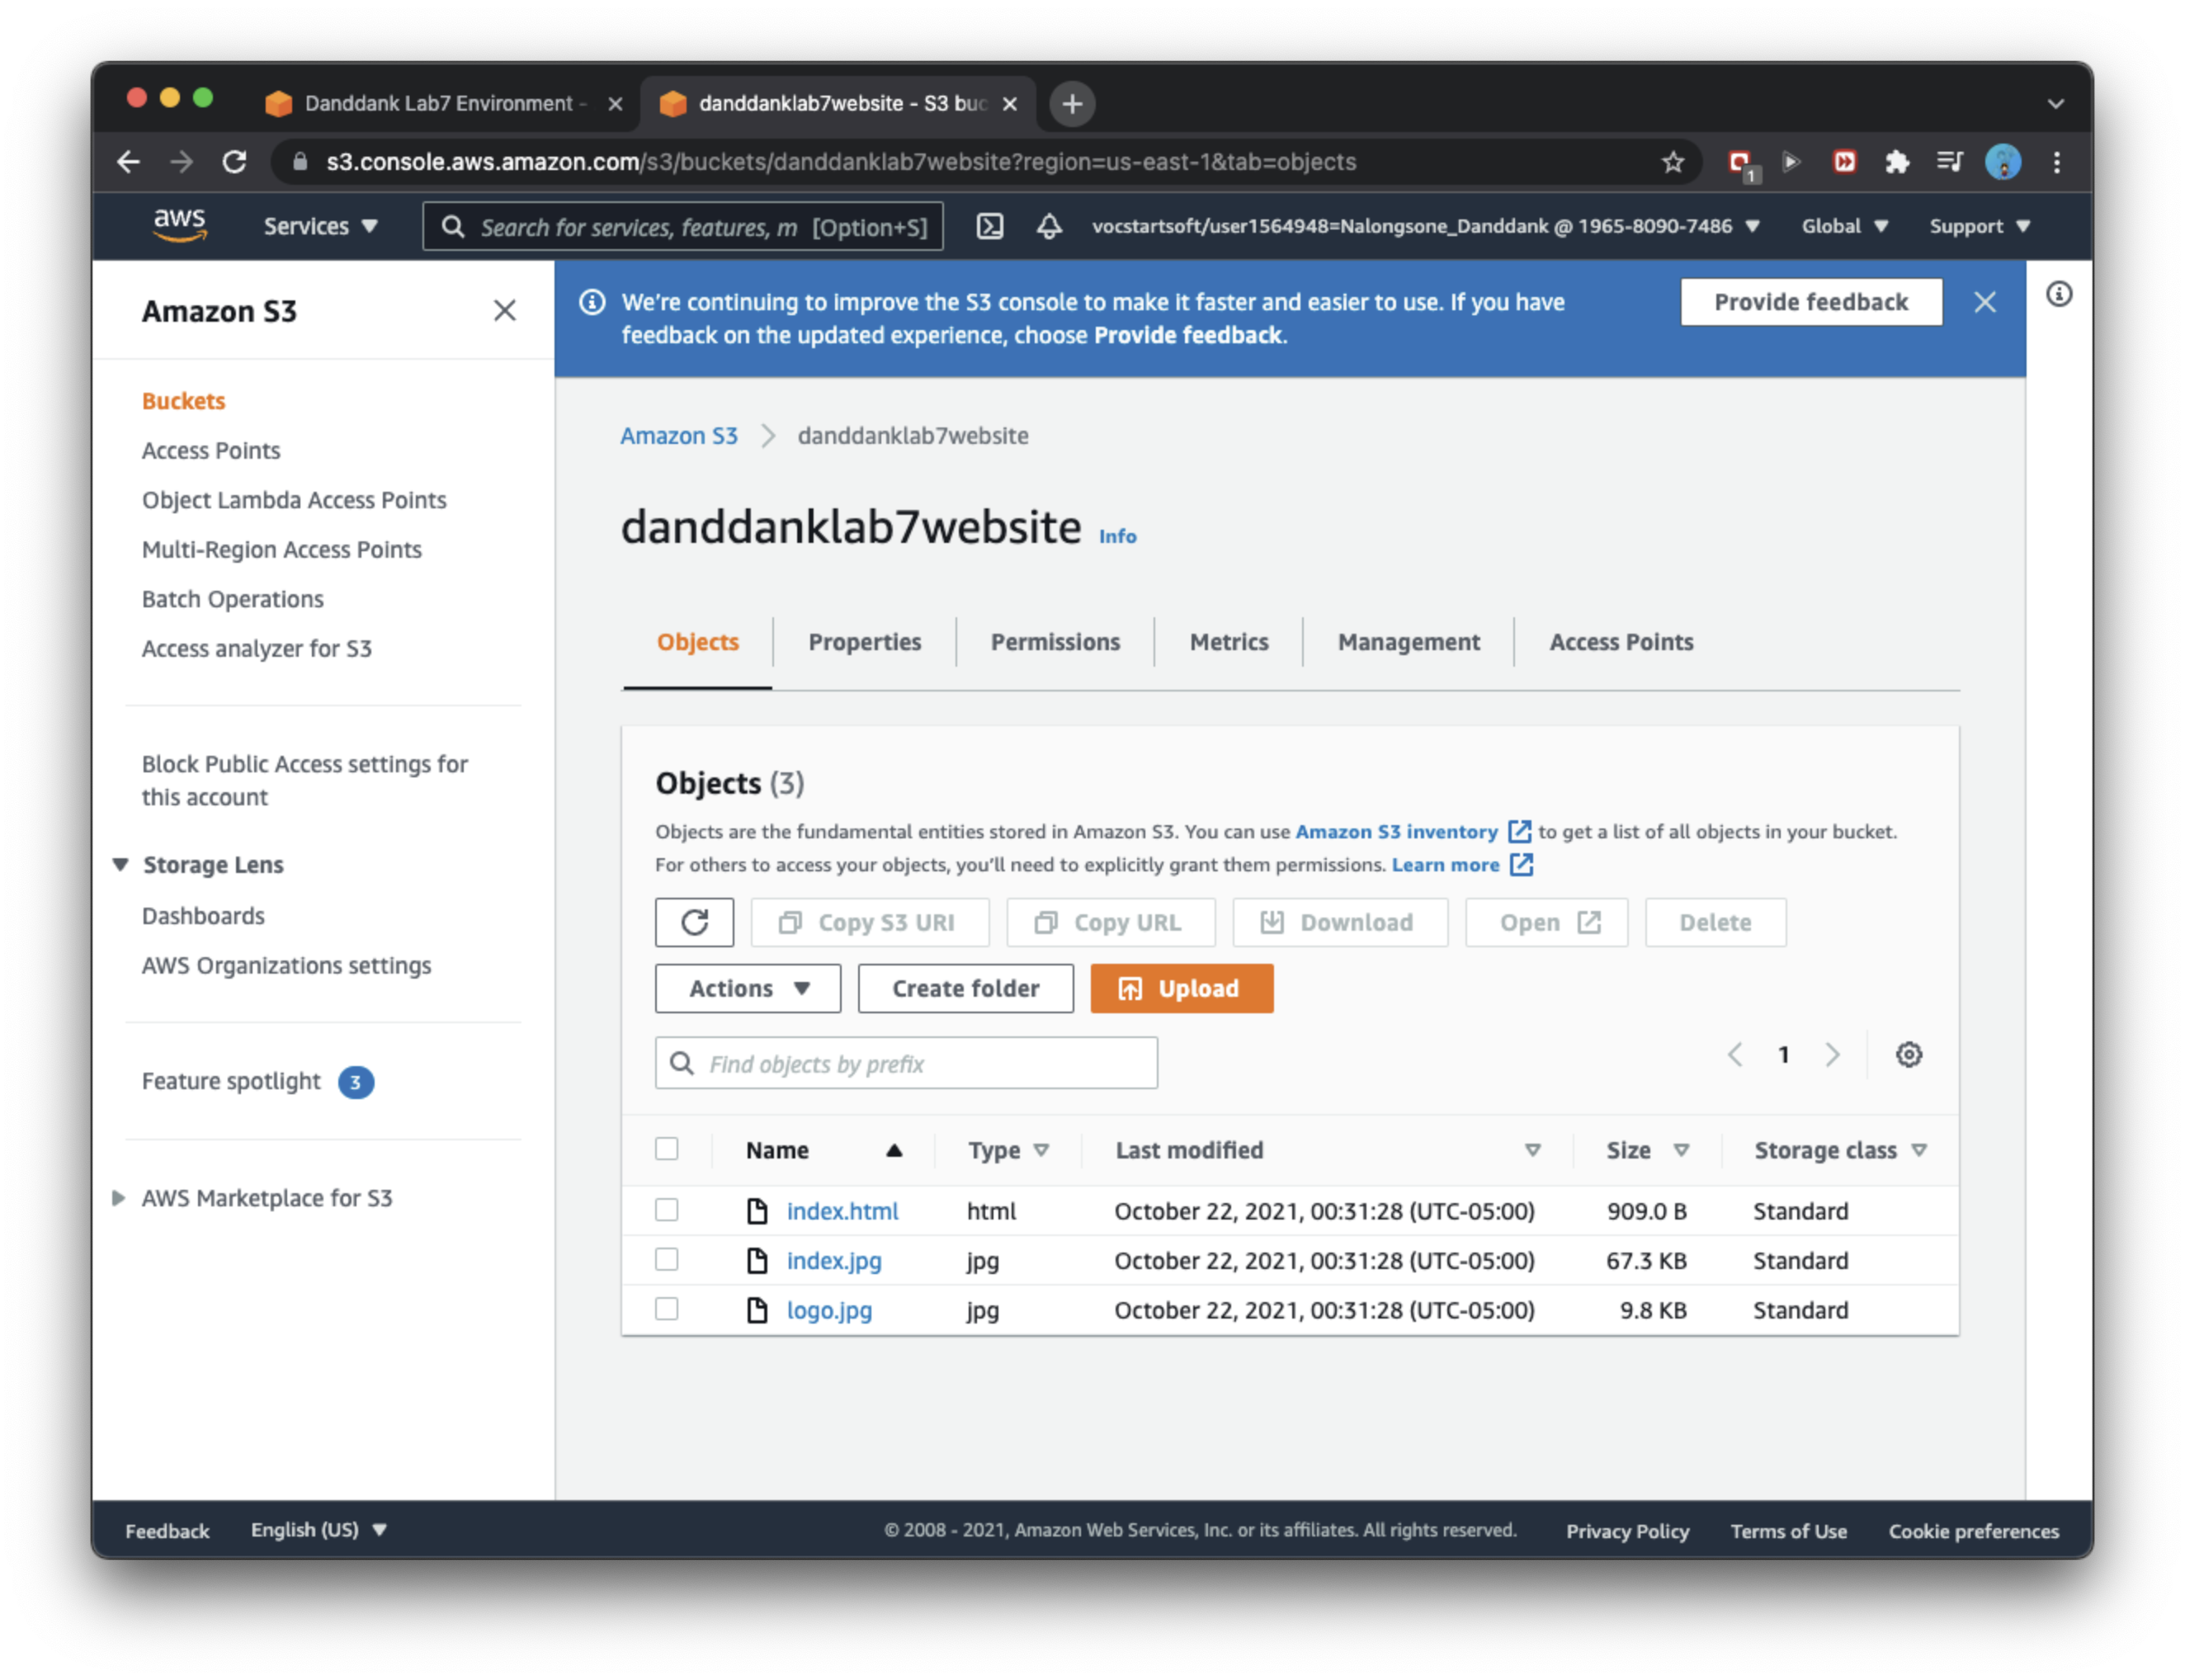 Danddank Lab7 Environment -
danddanklab7website - S3 buc
s3.console.aws.amazon.com/s3/buckets/danddanklab7website?region=us-east-1&tab=objects
1
aws
Services
Search for services, features, m [Option+S]
vocstartsoft/user1564948=Nalongsone_Danddank @ 1965-8090-7486
Global
Support
Amazon S3
Buckets
Access Points
Object Lambda Access Points
Multi-Region Access Points
Batch Operations
Access analyzer for S3
Block Public Access settings for
this account
Storage Lens
Dashboards
AWS Organizations settings
Feature spotlight 3
AWS Marketplace for S3
We're continuing to improve the S3 console to make it faster and easier to use. If you have
feedback on the updated experience, choose Provide feedback.
Provide feedback
Amazon S3 > danddanklab7website
danddanklab7website Info
Objects Properties Permissions Metrics Management Access Points
Objects (3)
Objects are the fundamental entities stored in Amazon S3. You can use Amazon S3 inventory to get a list of all objects in your bucket.
For others to access your objects, you'll need to explicitly grant them permissions. Learn more
Copy S3 URI Copy URL Download Open Delete
Actions Create folder Upload
Find objects by prefix
1
Name Type Last modified Size Storage class
index.html html October 22, 2021, 00:31:28 (UTC-05:00) 909.0 B Standard
index.jpg jpg October 22, 2021, 00:31:28 (UTC-05:00) 67.3 KB Standard
logo.jpg jpg October 22, 2021, 00:31:28 (UTC-05:00) 9.8 KB Standard
Feedback English (US) © 2008 - 2021, Amazon Web Services, Inc. or its affiliates. All rights reserved. Privacy Policy Terms of Use Cookie preferences